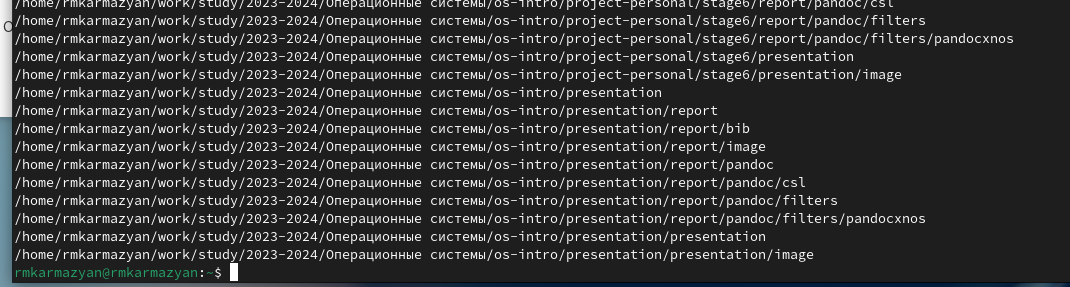 /home/rmkarmazyan/work/study/2023-2024/Операционные системы/os-intro/project-personal/stage6/report/pandoc/csl
/home/rmkarmazyan/work/study/2023-2024/Операционные системы/os-intro/project-personal/stage6/report/pandoc/filters
/home/rmkarmazyan/work/study/2023-2024/Операционные системы/os-intro/project-personal/stage6/report/pandoc/filters/pandocxnos
/home/rmkarmazyan/work/study/2023-2024/Операционные системы/os-intro/project-personal/stage6/presentation
/home/rmkarmazyan/work/study/2023-2024/Операционные системы/os-intro/project-personal/stage6/presentation/image
/home/rmkarmazyan/work/study/2023-2024/Операционные системы/os-intro/presentation
/home/rmkarmazyan/work/study/2023-2024/Операционные системы/os-intro/presentation/report
/home/rmkarmazyan/work/study/2023-2024/Операционные системы/os-intro/presentation/report/bib
/home/rmkarmazyan/work/study/2023-2024/Операционные системы/os-intro/presentation/report/image
/home/rmkarmazyan/work/study/2023-2024/Операционные системы/os-intro/presentation/report/pandoc
/home/rmkarmazyan/work/study/2023-2024/Операционные системы/os-intro/presentation/report/pandoc/csl
/home/rmkarmazyan/work/study/2023-2024/Операционные системы/os-intro/presentation/report/pandoc/filters
/home/rmkarmazyan/work/study/2023-2024/Операционные системы/os-intro/presentation/report/pandoc/filters/pandocxnos
/home/rmkarmazyan/work/study/2023-2024/Операционные системы/os-intro/presentation/presentation
/home/rmkarmazyan/work/study/2023-2024/Операционные системы/os-intro/presentation/presentation/image
rmkarmazyan@rmkarmazyan:~$